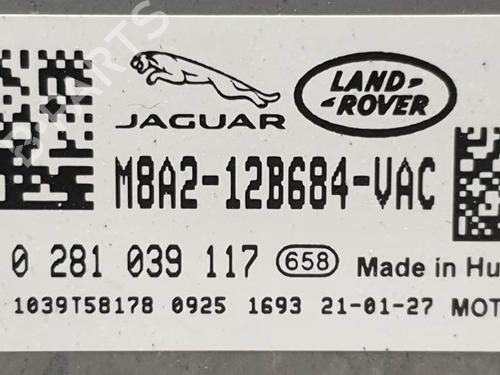 JAGUAR
LAND-
-ROVER
M8A2-12B684-VAC
0 281 039 117 658 Made in Hu
1039T58178 0925 1693 21-01-27 MOT